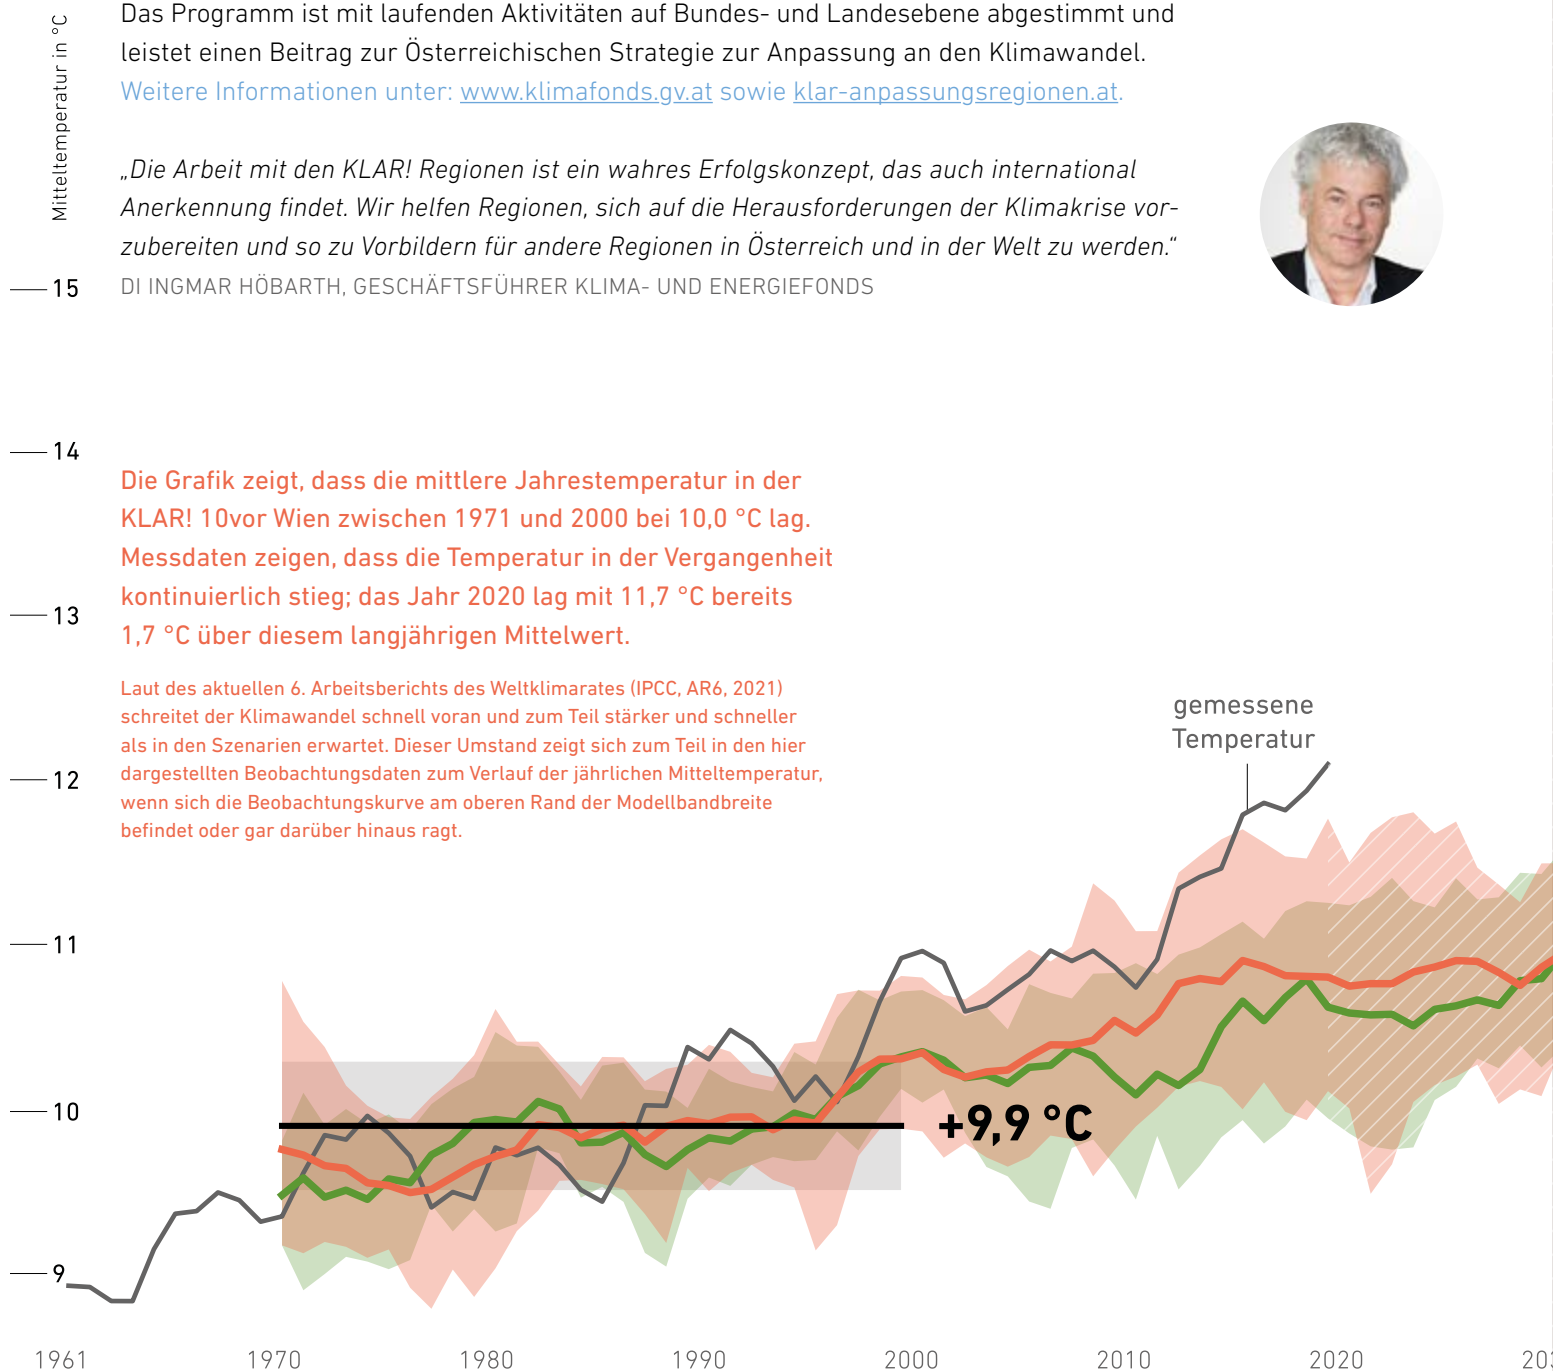 Das Programm ist mit laufenden Aktivitäten auf Bundes- und Landesebene abgestimmt und
leistet einen Beitrag zur Österreichischen Strategie zur Anpassung an den Klimawandel.
Weitere Informationen unter: www.klimafonds.gv.at sowie klar-anpassungsregionen.at.
„Die Arbeit mit den KLAR! Regionen ist ein wahres Erfolgskonzept, das auch international
Anerkennung findet. Wir helfen Regionen, sich auf die Herausforderungen der Klimakrise vor-
zubereiten und so zu Vorbildern für andere Regionen in Österreich und in der Welt zu werden.“
DI INGMAR HÖBARTH, GESCHÄFTSFÜHRER KLIMA- UND ENERGIEFONDS
Mitteltemperatur in °C
15
14
Die Grafik zeigt, dass die mittlere Jahrestemperatur in der
KLAR! 10vor Wien zwischen 1971 und 2000 bei 10,0 °C lag.
Messdaten zeigen, dass die Temperatur in der Vergangenheit
kontinuierlich stieg; das Jahr 2020 lag mit 11,7 °C bereits
1,7 °C über diesem langjährigen Mittelwert.
13
Laut des aktuellen 6. Arbeitsberichts des Weltklimarates (IPCC, AR6, 2021)
schreitet der Klimawandel schnell voran und zum Teil stärker und schneller
als in den Szenarien erwartet. Dieser Umstand zeigt sich zum Teil in den hier
dargestellten Beobachtungsdaten zum Verlauf der jährlichen Mitteltemperatur,
wenn sich die Beobachtungskurve am oberen Rand der Modellbandbreite
befindet oder gar darüber hinaus ragt.
gemessene
Temperatur
12
11
10
+9,9 °C
9
1961 1970 1980 1990 2000 2010 2020